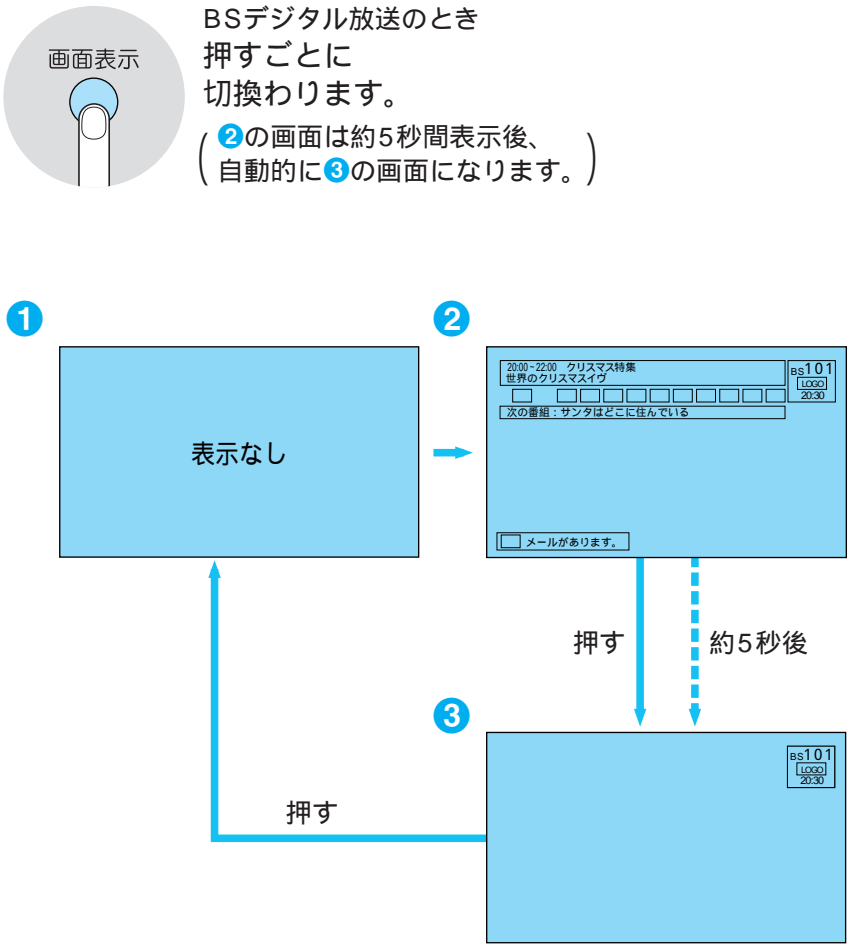 画面表示
BSデジタル放送のとき
押すごとに
切換わります。
(❷の画面は約5秒間表示後、
自動的に❸の画面になります。)
❶
表示なし
❷
20:00~22:00 クリスマス特集
世界のクリスマスイヴ
BS101
LOGO
20:30
次の番組：サンタはどこに住んでいる
メールがあります。
押す
約5秒後
❸
BS101
LOGO
20:30
押す